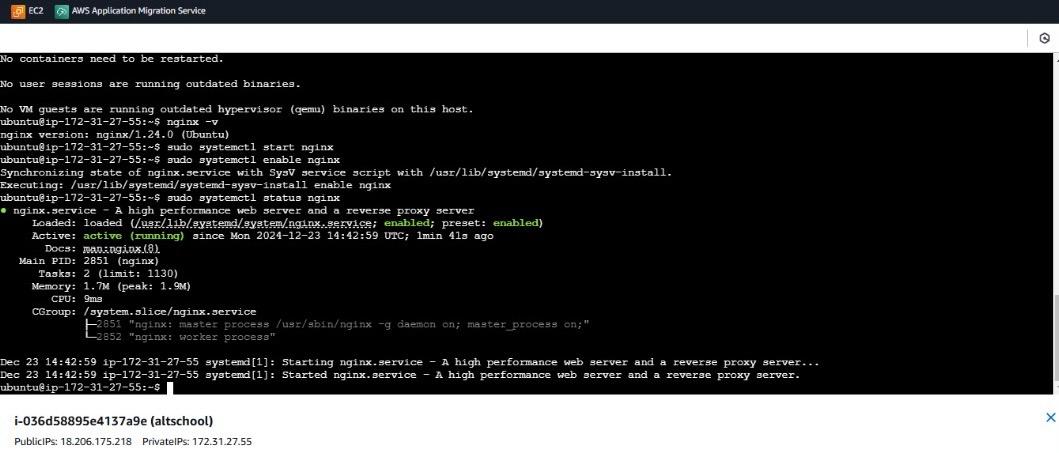 EC2 AWS Application Migration Service
No containers need to be restarted.
No user sessions are running outdated binaries.
No VM guests are running outdated hypervisor (qemu) binaries on this host.
ubuntu@ip-172-31-27-55:~$ nginx -v
nginx version: nginx/1.24.0 (Ubuntu)
ubuntu@ip-172-31-27-55:~$ sudo systemctl start nginx
ubuntu@ip-172-31-27-55:~$ sudo systemctl enable nginx
Synchronizing state of nginx.service with SysV service script with /usr/lib/systemd/systemd-sysv-install.
Executing: /usr/lib/systemd/systemd-sysv-install enable nginx
ubuntu@ip-172-31-27-55:~$ sudo systemctl status nginx
● nginx.service - A high performance web server and a reverse proxy server
Loaded: loaded (/usr/lib/systemd/system/nginx.service; enabled; preset: enabled)
Active: active (running) since Mon 2024-12-23 14:42:59 UTC; 1min 41s ago
Docs: man:nginx(8)
Main PID: 2851 (nginx)
Tasks: 2 (limit: 1130)
Memory: 1.7M (peak: 1.9M)
CPU: 9ms
CGroup: /system.slice/nginx.service
├─2851 "nginx: master process /usr/sbin/nginx -g daemon on; master_process on;"
└─2852 "nginx: worker process"
Dec 23 14:42:59 ip-172-31-27-55 systemd[1]: Starting nginx.service - A high performance web server and a reverse proxy server...
Dec 23 14:42:59 ip-172-31-27-55 systemd[1]: Started nginx.service - A high performance web server and a reverse proxy server.
ubuntu@ip-172-31-27-55:~$
i-036d58895e4137a9e (altschool)
PublicIPs: 18.206.175.218 PrivateIPs: 172.31.27.55